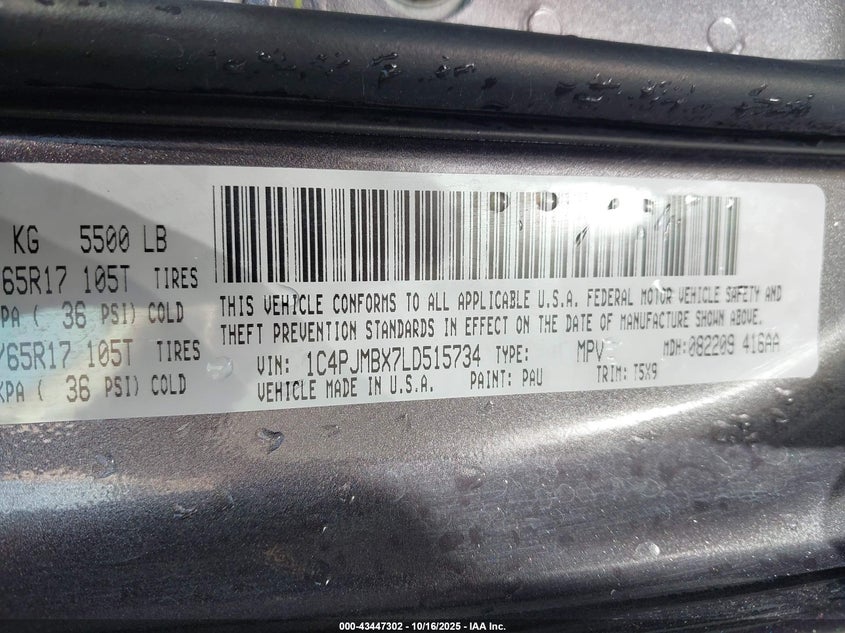 KG 5500 LB
65R17 105T TIRES
PA ( 36 PSI) COLD
/65R17 105T TIRES
KPA ( 36 PSI) COLD
THIS VEHICLE CONFORMS TO ALL APPLICABLE U.S.A. FEDERAL MOTOR VEHICLE SAFETY AND
THEFT PREVENTION STANDARDS IN EFFECT ON THE DATE OF MANUFACTURE SHOWN ABOVE.
VIN: 1C4PJMBX7LD515734 TYPE: MPV MDH:082209 416AA
VEHICLE MADE IN U.S.A. PAINT: PAU TRIM: T5X9
000-43447302 - 10/16/2025 - IAA Inc.